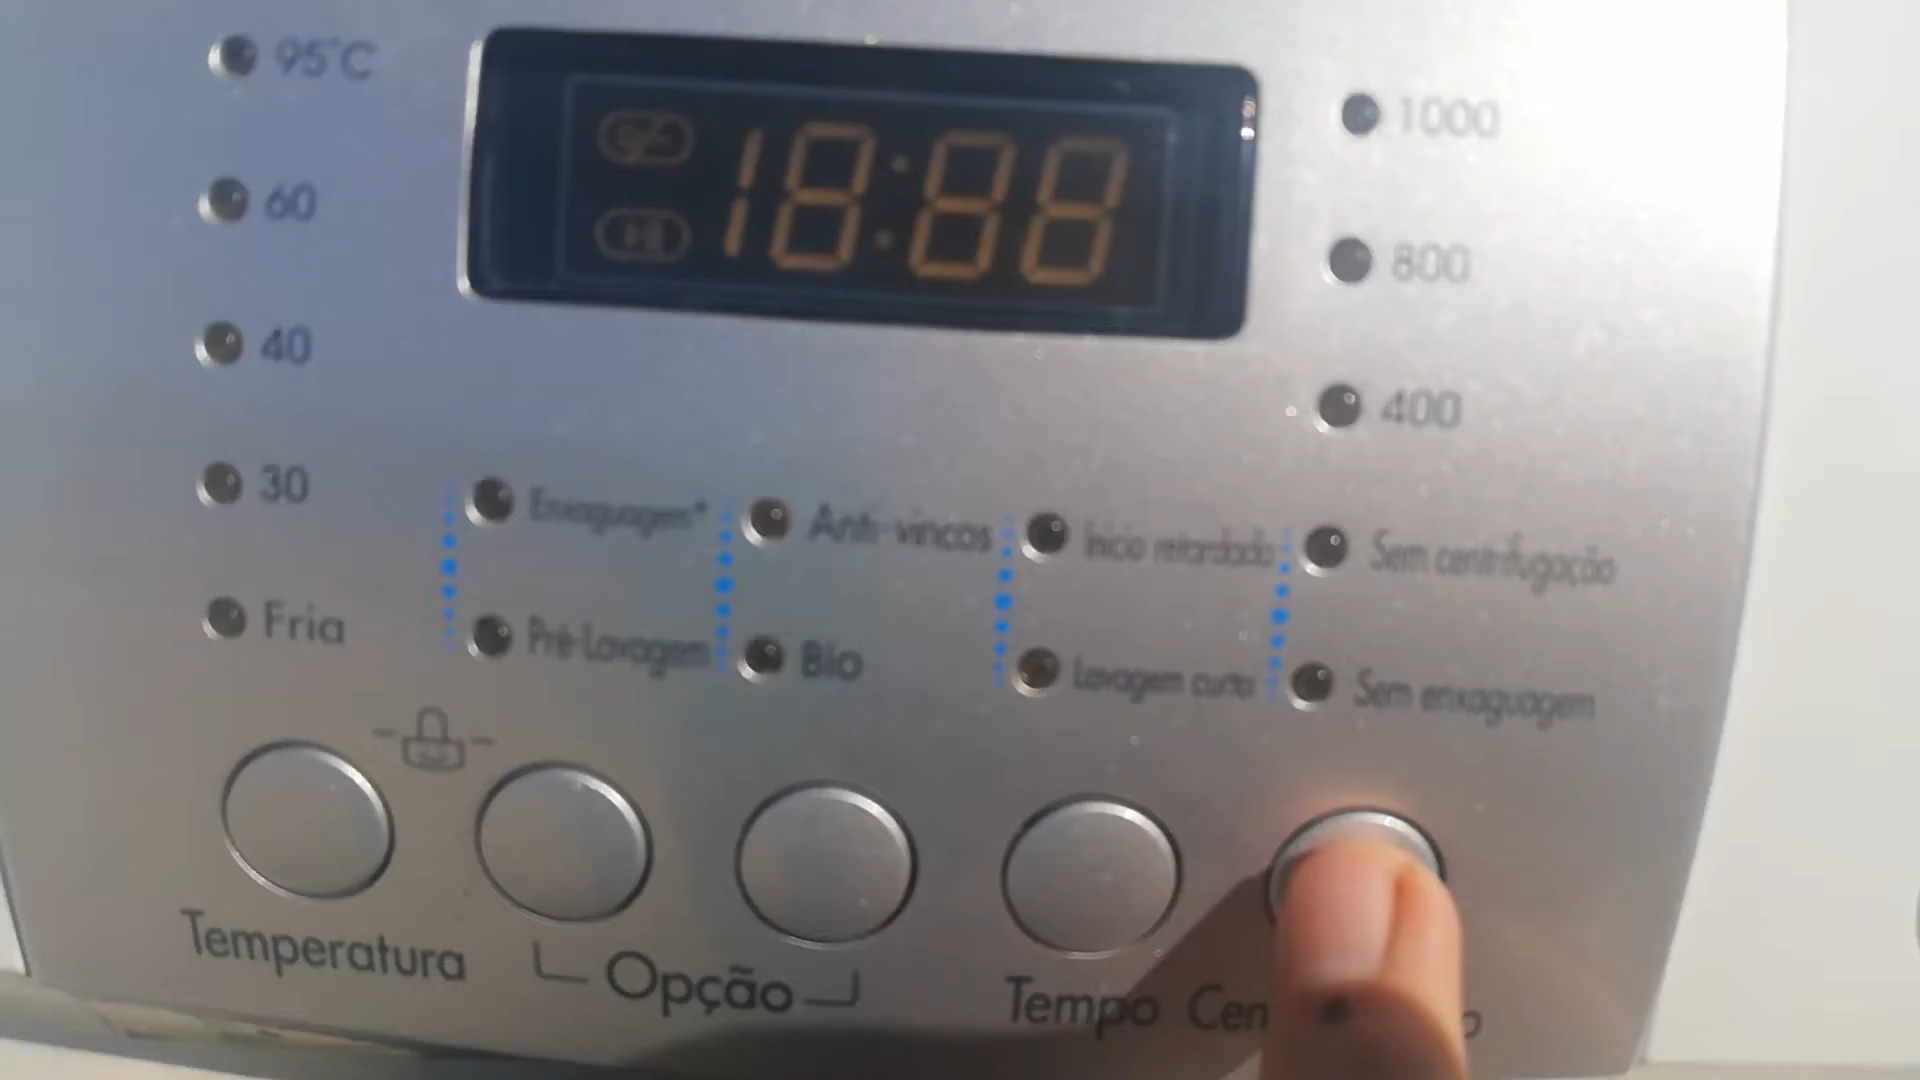 95°C
60
40
30
Fria
18:88
1000
800
400
Enxaguagem*
Pré-Lavagem
Anti-vincos
Bio
Início retardado
Lavagem curta
Sem centrifugação
Sem enxaguagem
Temperatura
Opção
Tempo